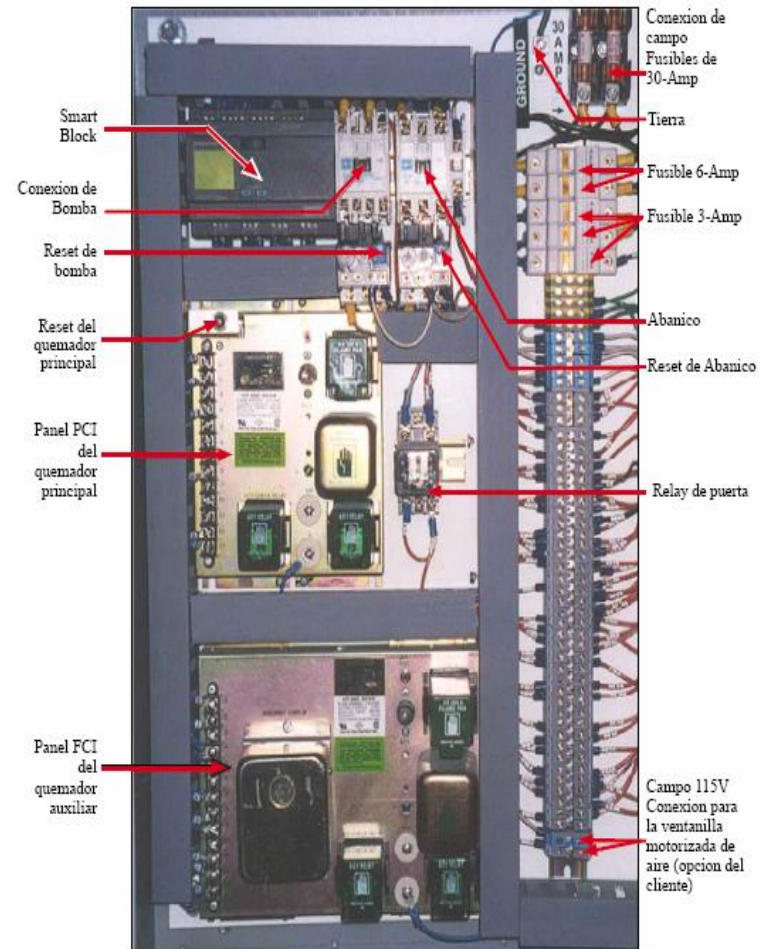 Smart
Block
Conexion de
Bomba
Reset de
bomba
Reset del
quemador
principal
Panel PCI
del
quemador
principal
Panel FCI
del
quemador
auxiliar
GROUND
30
A
M
P
Conexion de
campo
Fusibles de
30-Amp
Tierra
Fusible 6-Amp
Fusible 3-Amp
Abanico
Reset de Abanico
Relay de puerta
Campo 115V
Conexion para
la ventanilla
motorizada de
aire (opcion del
cliente)